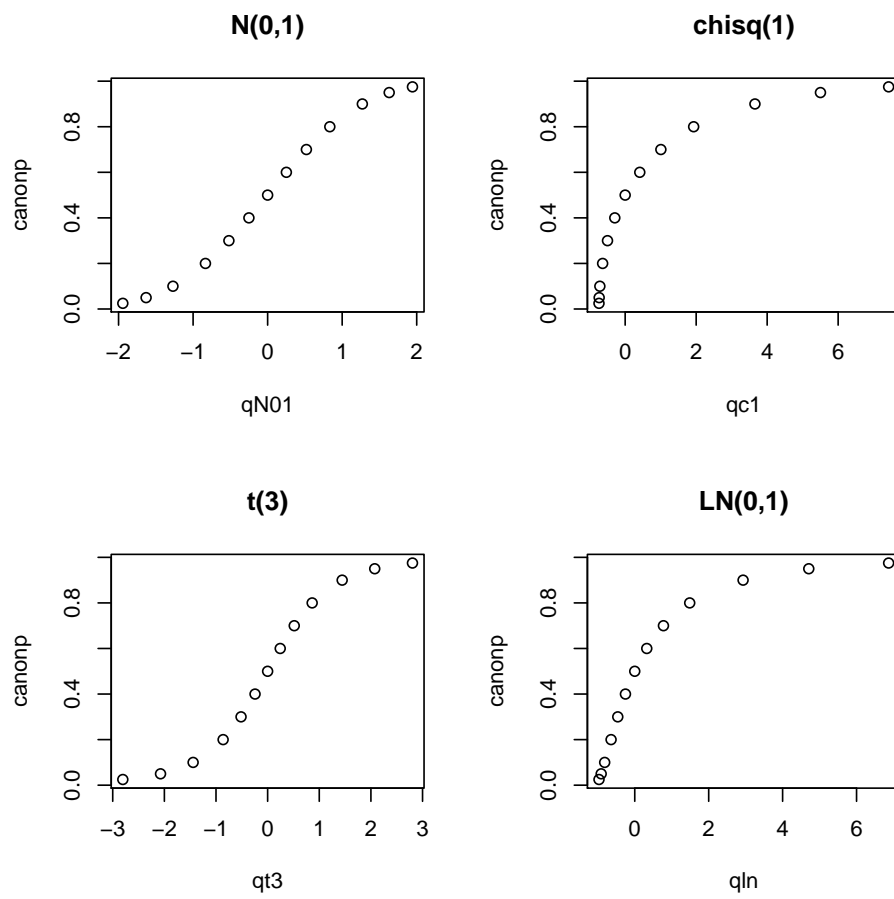 N(0,1)
canonp
0.0 0.4 0.8
−2 −1 0 1 2
qN01
chisq(1)
canonp
0.0 0.4 0.8
0 2 4 6
qc1
t(3)
canonp
0.0 0.4 0.8
−3 −2 −1 0 1 2 3
qt3
LN(0,1)
canonp
0.0 0.4 0.8
0 2 4 6
qln